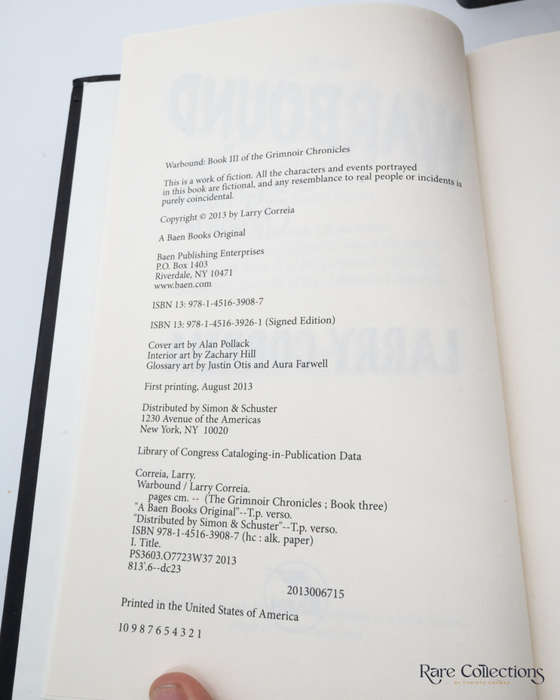 Warbound: Book III of the Grimnoir Chronicles
This is a work of fiction. All the characters and events portrayed
in this book are fictional, and any resemblance to real people or incidents is
purely coincidental.
Copyright © 2013 by Larry Correia
A Baen Books Original
Baen Publishing Enterprises
P.O. Box 1403
Riverdale, NY 10471
www.baen.com
ISBN 13: 978-1-4516-3908-7
ISBN 13: 978-1-4516-3926-1 (Signed Edition)
Cover art by Alan Pollack
Interior art by Zachary Hill
Glossary art by Justin Otis and Aura Farwell
First printing, August 2013
Distributed by Simon & Schuster
1230 Avenue of the Americas
New York, NY 10020
Library of Congress Cataloging-in-Publication Data
Correia, Larry.
Warbound / Larry Correia.
pages cm. -- (The Grimnoir Chronicles ; Book three)
"A Baen Books Original"--T.p. verso.
"Distributed by Simon & Schuster"--T.p. verso.
ISBN 978-1-4516-3908-7 (hc : alk. paper)
I. Title.
PS3603.O7723W37 2013
813'.6--dc23
2013006715
Printed in the United States of America
10 9 8 7 6 5 4 3 2 1
Rare Collections